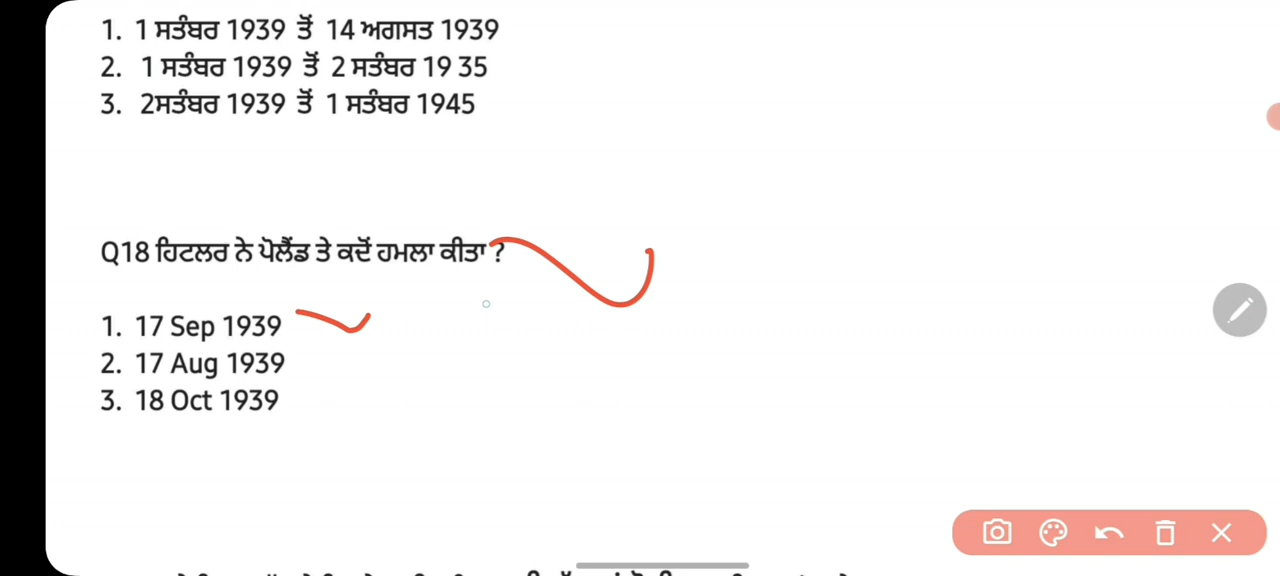 1. 1 ਸਤੰਬਰ 1939 ਤੋਂ 14 ਅਗਸਤ 1939
2. 1 ਸਤੰਬਰ 1939 ਤੋਂ 2 ਸਤੰਬਰ 19 35
3. 2ਸਤੰਬਰ 1939 ਤੋਂ 1 ਸਤੰਬਰ 1945
Q18 ਹਿਟਲਰ ਨੇ ਪੋਲੈਂਡ ਤੇ ਕਦੋਂ ਹਮਲਾ ਕੀਤਾ ?
1. 17 Sep 1939
2. 17 Aug 1939
3. 18 Oct 1939